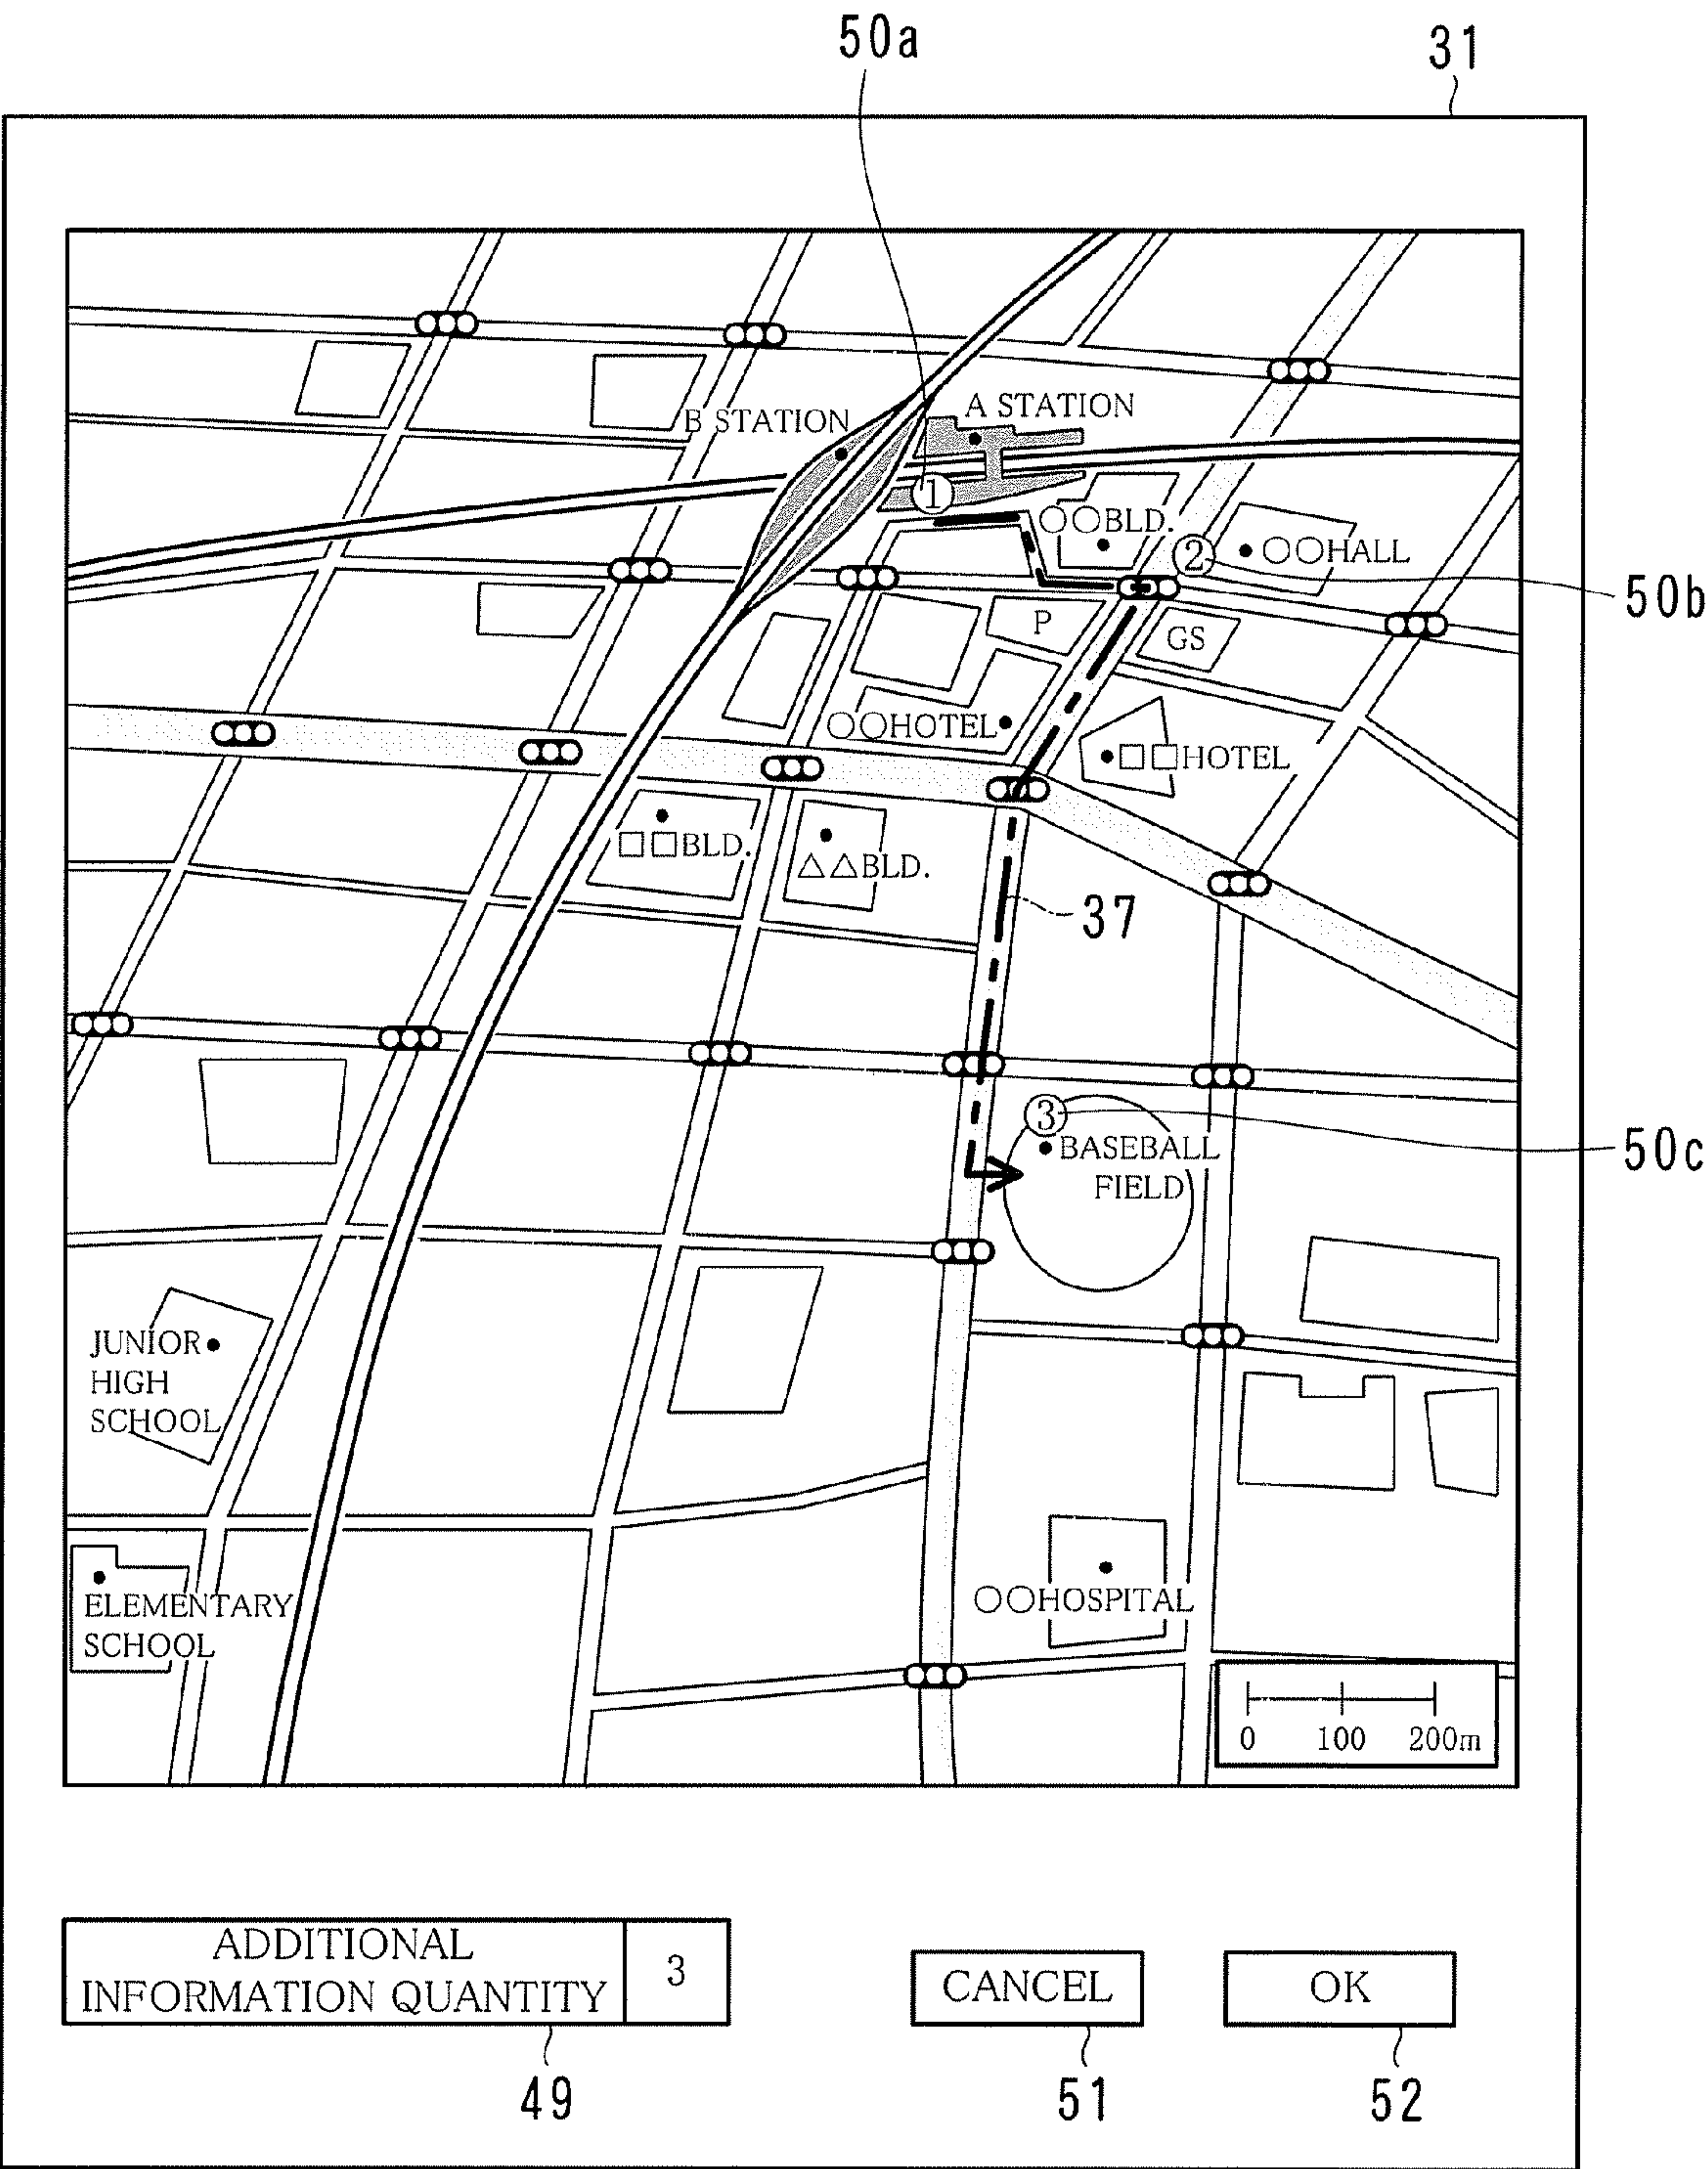 50a
31
B STATION
A STATION
1
○○BLD.
2
○○HALL
50b
P
GS
○○HOTEL
□□HOTEL
□□BLD.
△△BLD.
37
3
BASEBALL
FIELD
50c
JUNIOR
HIGH
SCHOOL
○○HOSPITAL
ELEMENTARY
SCHOOL
0 100 200m
ADDITIONAL
INFORMATION QUANTITY
3
CANCEL
OK
49
51
52